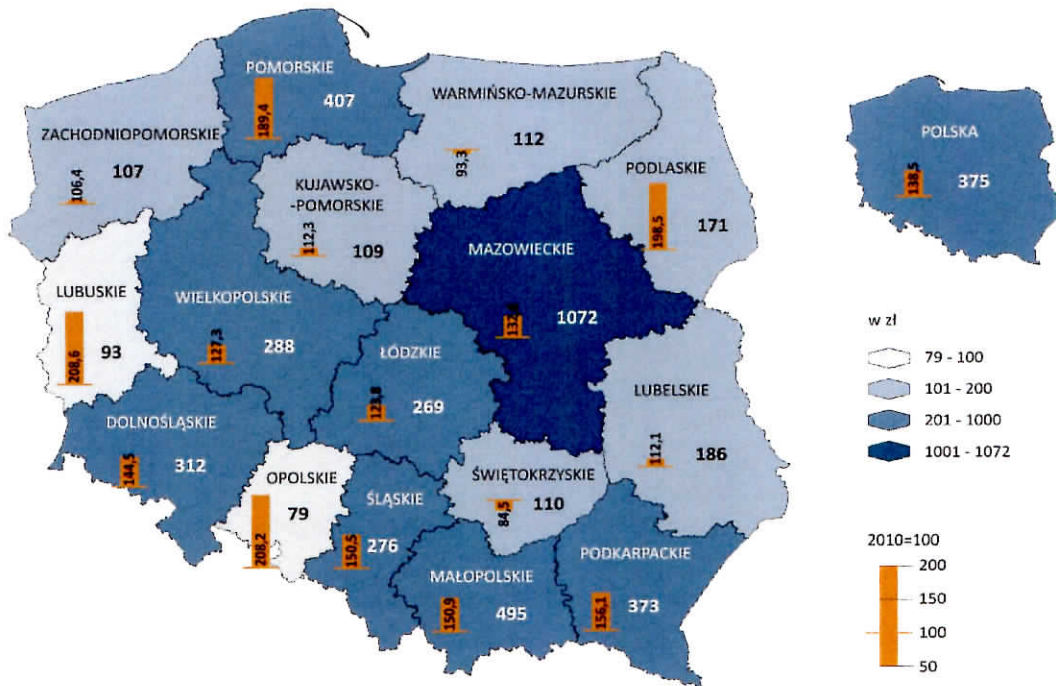 POMORSKIE
189,4
407
WARMIŃSKO-MAZURSKIE
93,3
112
ZACHODNIOPOMORSKIE
106,4
107
KUJAWSKO-
-POMORSKIE
112,3
109
PODLASKIE
198,5
171
POLSKA
138,5
375
MAZOWIECKIE
1072
LUBUSKIE
208,6
93
WIELKOPOLSKIE
127,3
288
ŁÓDZKIE
123,8
269
LUBELSKIE
112,1
186
DOLNOŚLĄSKIE
144,5
312
OPOLSKIE
208,2
79
ŚLĄSKIE
150,5
276
ŚWIĘTOKRZYSKIE
84,5
110
MAŁOPOLSKIE
150,9
495
PODKARPACKIE
156,1
373
w zł
79 - 100
101 - 200
201 - 1000
1001 - 1072
2010=100
200
150
100
50